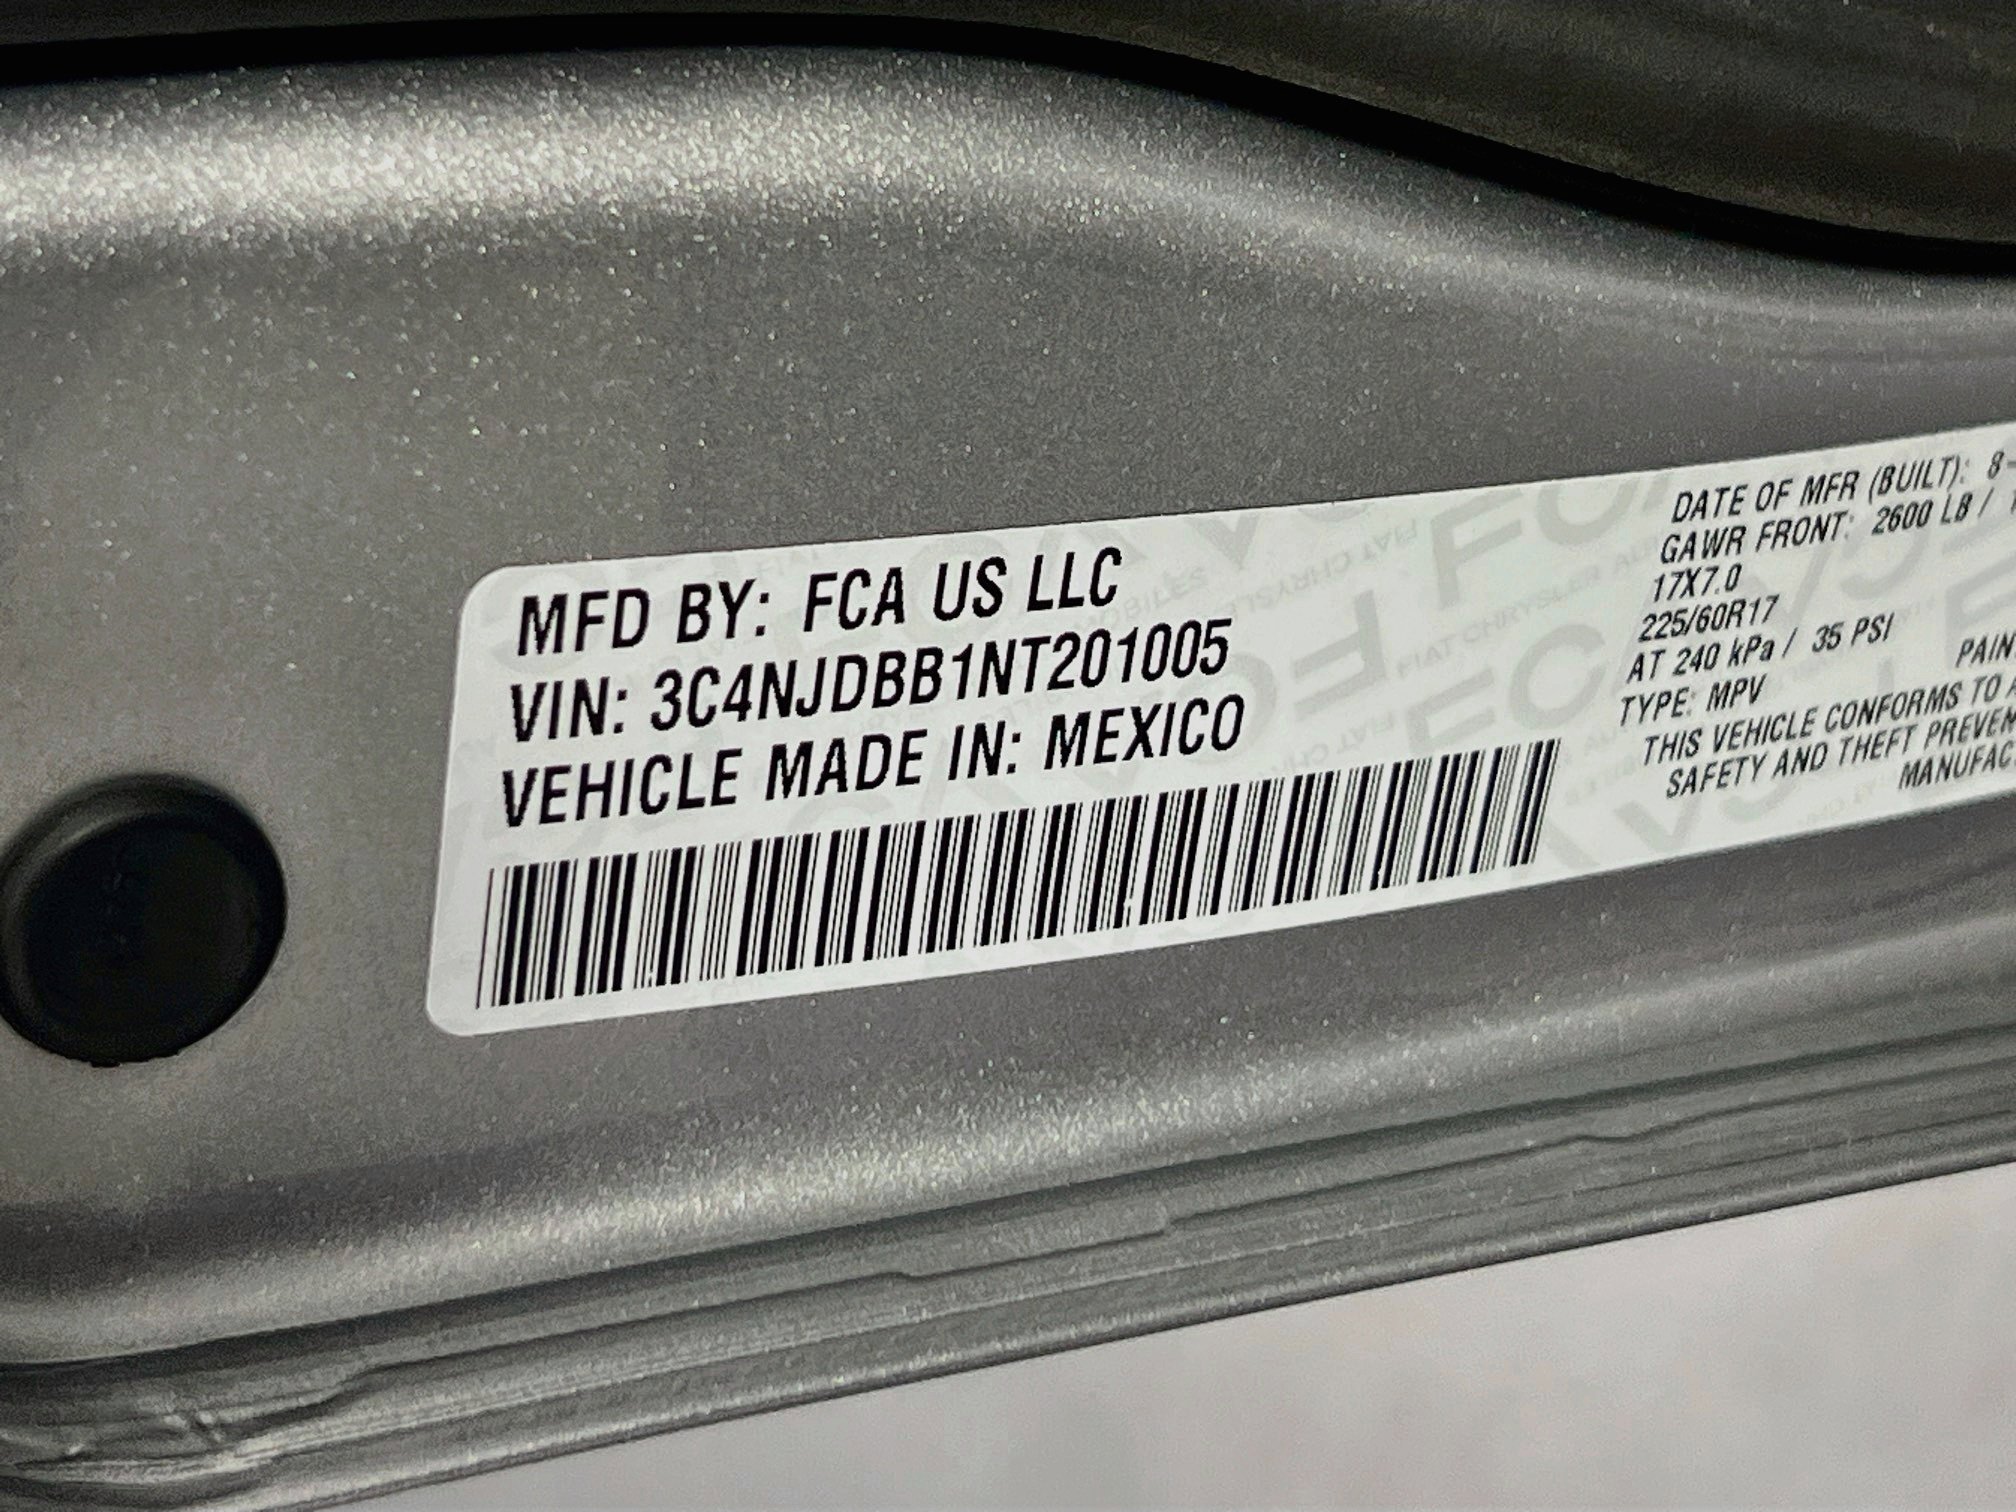 MFD BY: FCA US LLC
VIN: 3C4NJDBB1NT201005
VEHICLE MADE IN: MEXICO
DATE OF MFR (BUILT): 8-
GAWR FRONT: 2600 LB /
17X7.0
225/60R17
AT 240 kPa / 35 PSI
TYPE: MPV
PAIN
THIS VEHICLE CONFORMS TO A
SAFETY AND THEFT PREVEN
MANUFAC